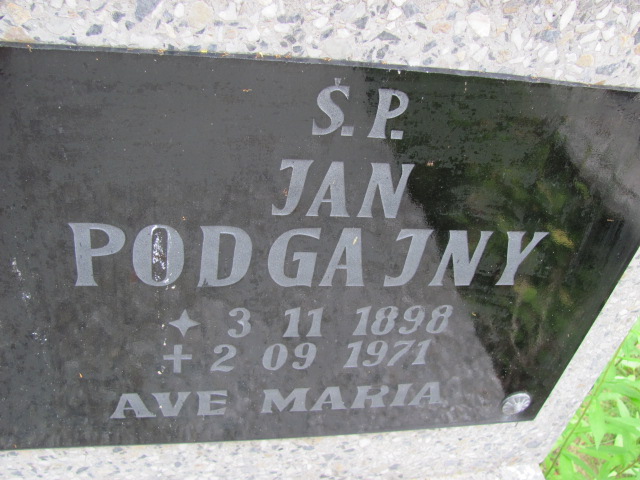 Ś.P.
JAN
PODGAJNY
✦ 3 11 1898
+ 2 09 1971
AVE MARIA